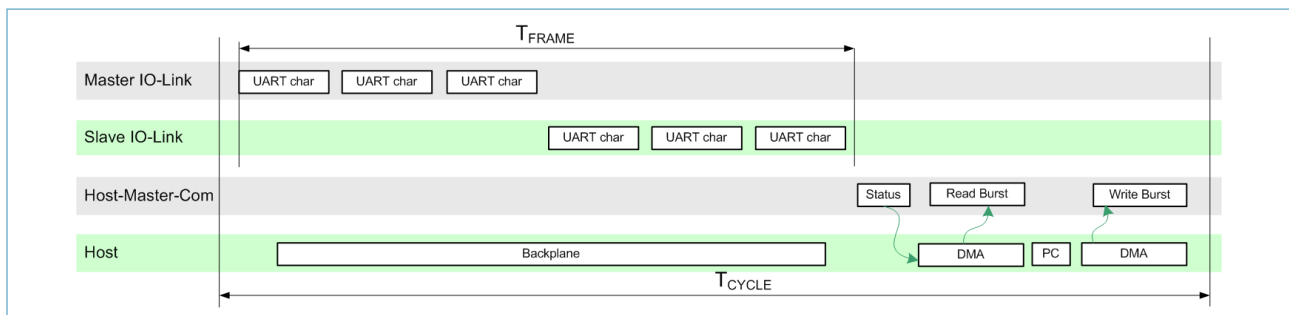 TFRAME
Master IO-Link
UART char UART char UART char
Slave IO-Link
UART char UART char UART char
Host-Master-Com
Status Read Burst Write Burst
Host
Backplane DMA PC DMA
TCYCLE